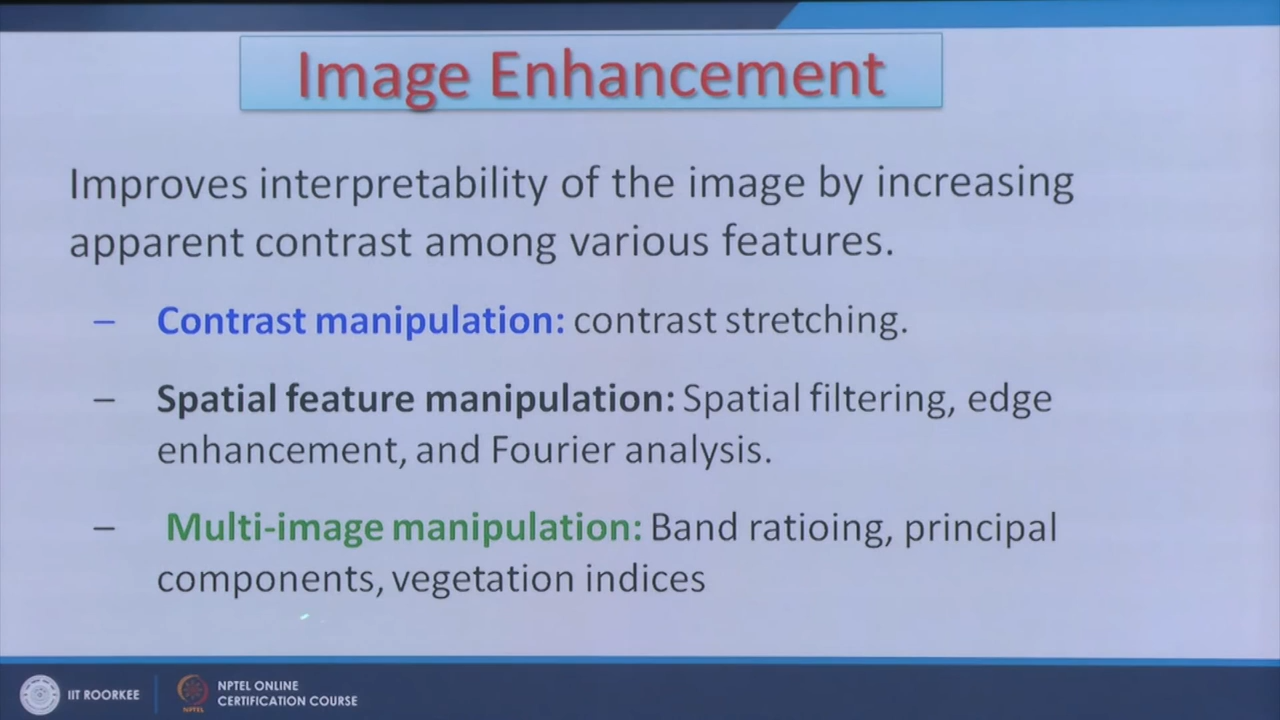 Image Enhancement
Improves interpretability of the image by increasing
apparent contrast among various features.
– Contrast manipulation: contrast stretching.
– Spatial feature manipulation: Spatial filtering, edge
enhancement, and Fourier analysis.
– Multi-image manipulation: Band ratioing, principal
components, vegetation indices
IIT ROORKEE
NPTEL ONLINE
CERTIFICATION COURSE
NPTEL